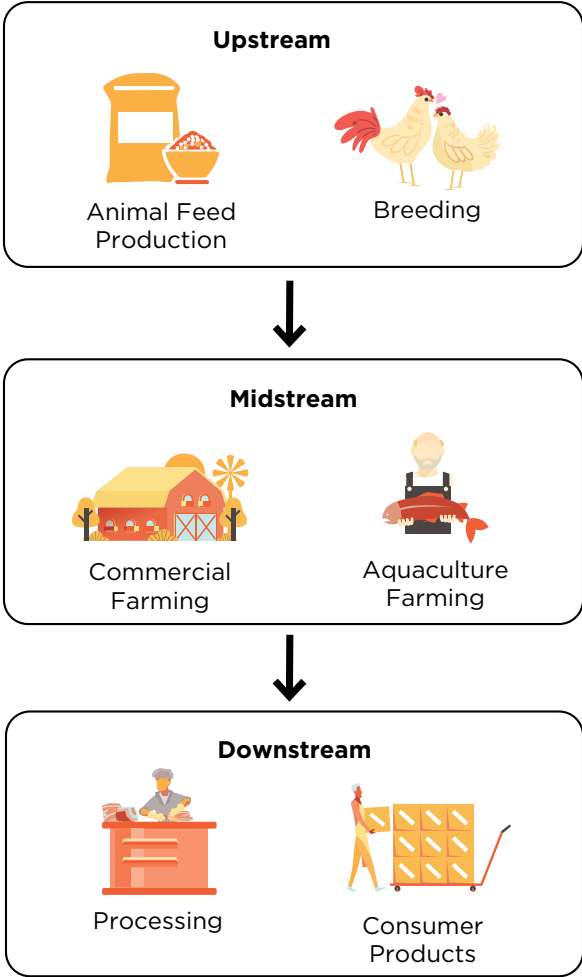 Upstream
Animal Feed
Production
Breeding
Midstream
Commercial
Farming
Aquaculture
Farming
Downstream
Processing
Consumer
Products